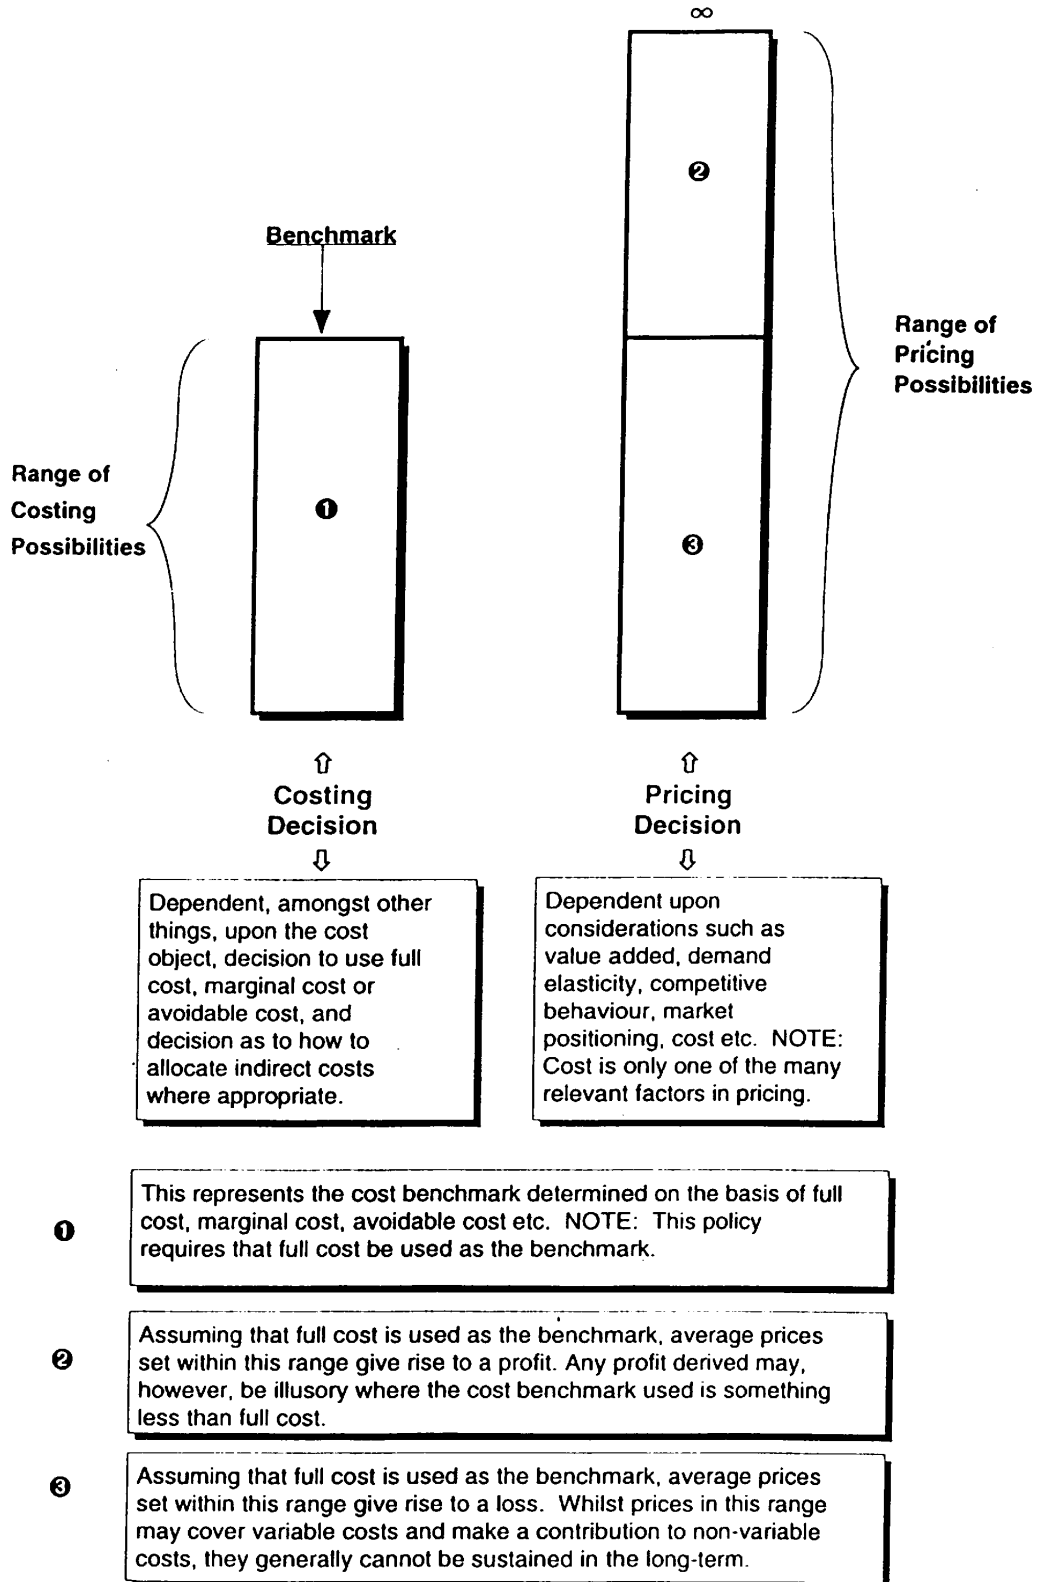 ∞
❷
Benchmark
Range of
Pricing
Possibilities
Range of
Costing
Possibilities
❶
❸
⇧
Costing
Decision
⇩
⇧
Pricing
Decision
⇩
Dependent, amongst other
things, upon the cost
object, decision to use full
cost, marginal cost or
avoidable cost, and
decision as to how to
allocate indirect costs
where appropriate.
Dependent upon
considerations such as
value added, demand
elasticity, competitive
behaviour, market
positioning, cost etc. NOTE:
Cost is only one of the many
relevant factors in pricing.
❶
This represents the cost benchmark determined on the basis of full
cost, marginal cost, avoidable cost etc. NOTE: This policy
requires that full cost be used as the benchmark.
❷
Assuming that full cost is used as the benchmark, average prices
set within this range give rise to a profit. Any profit derived may,
however, be illusory where the cost benchmark used is something
less than full cost.
❸
Assuming that full cost is used as the benchmark, average prices
set within this range give rise to a loss. Whilst prices in this range
may cover variable costs and make a contribution to non-variable
costs, they generally cannot be sustained in the long-term.